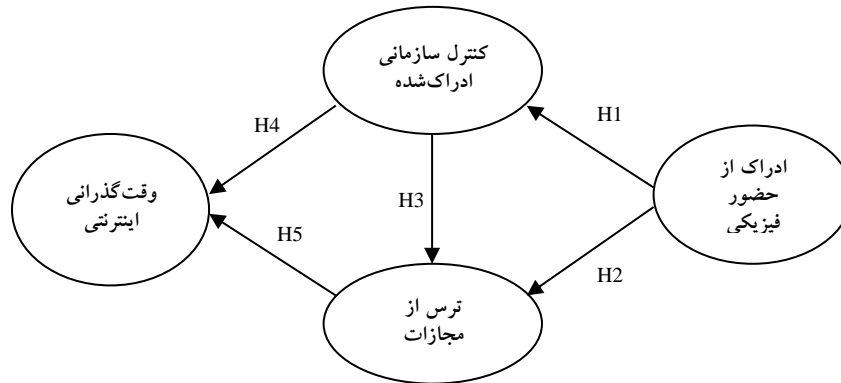 کنترل سازمانی
ادراک‌شده
H4
H1
ادراک از
حضور
فیزیکی
وقت‌گذرانی
اینترنتی
H3
H5
H2
ترس از
مجازات